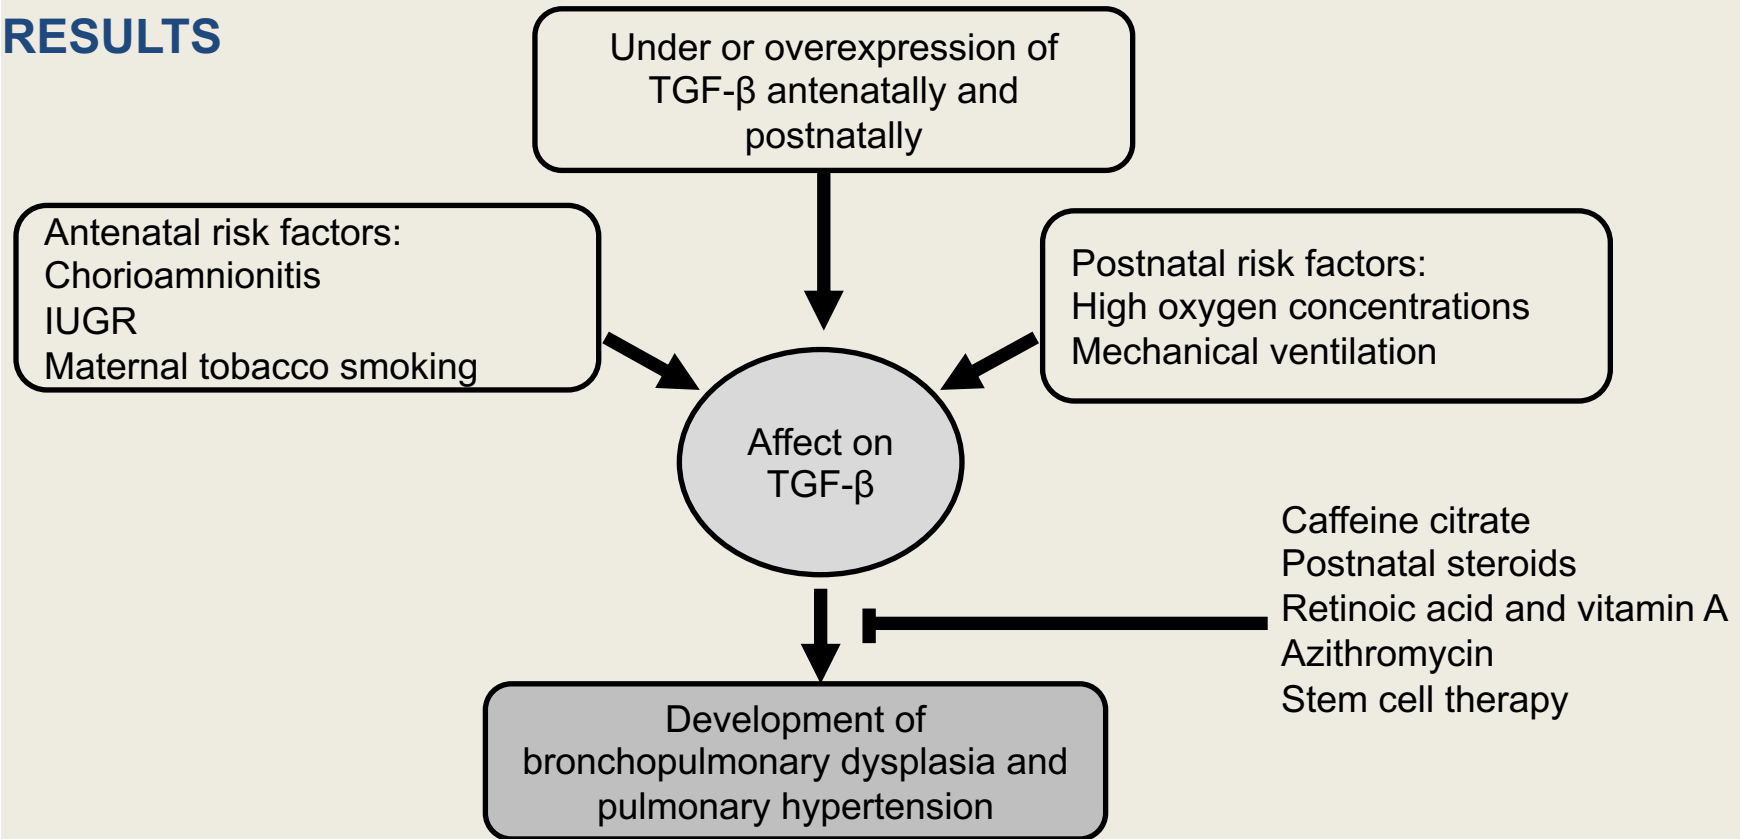 RESULTS
Under or overexpression of
TGF-β antenatally and
postnatally
Antenatal risk factors:
Chorioamnionitis
IUGR
Maternal tobacco smoking
Postnatal risk factors:
High oxygen concentrations
Mechanical ventilation
Affect on
TGF-β
Caffeine citrate
Postnatal steroids
Retinoic acid and vitamin A
Azithromycin
Stem cell therapy
Development of
bronchopulmonary dysplasia and
pulmonary hypertension